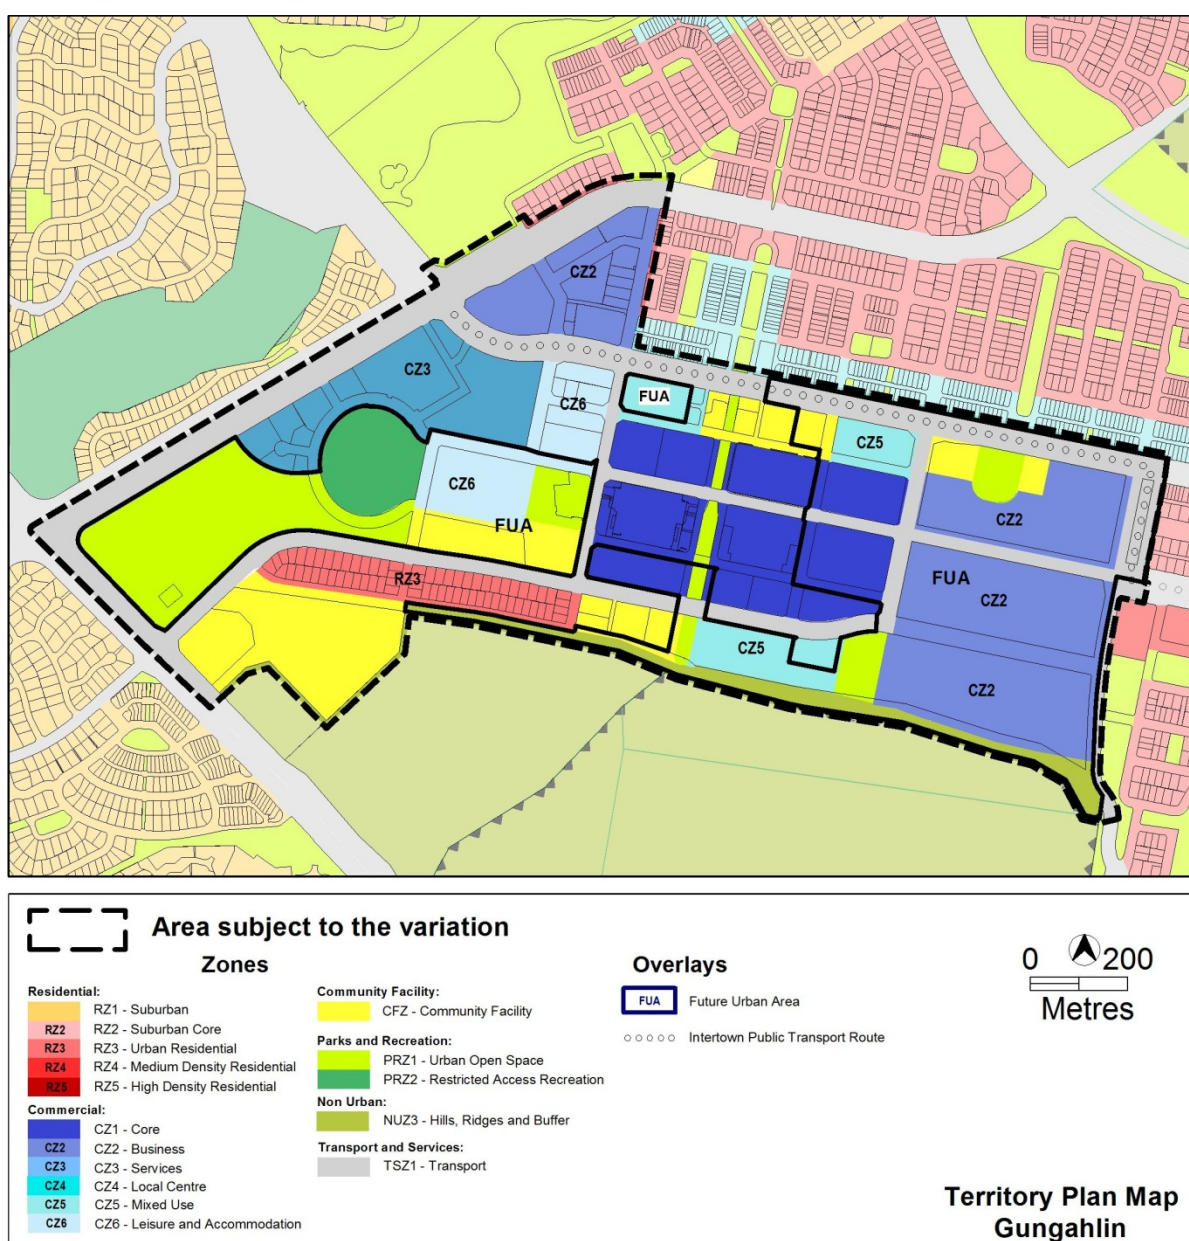 CZ2
CZ3
CZ6
FUA
CZ5
CZ6
FUA
CZ2
RZ3
FUA
CZ2
CZ5
CZ2
Area subject to the variation
Zones
Residential:
RZ1 - Suburban
RZ2 RZ2 - Suburban Core
RZ3 RZ3 - Urban Residential
RZ4 RZ4 - Medium Density Residential
RZ5 RZ5 - High Density Residential
Commercial:
CZ1 - Core
CZ2 CZ2 - Business
CZ3 CZ3 - Services
CZ4 CZ4 - Local Centre
CZ5 CZ5 - Mixed Use
CZ6 CZ6 - Leisure and Accommodation
Community Facility:
CFZ - Community Facility
Parks and Recreation:
PRZ1 - Urban Open Space
PRZ2 - Restricted Access Recreation
Non Urban:
NUZ3 - Hills, Ridges and Buffer
Transport and Services:
TSZ1 - Transport
Overlays
FUA Future Urban Area
Intertown Public Transport Route
0 200
Metres
Territory Plan Map
Gungahlin